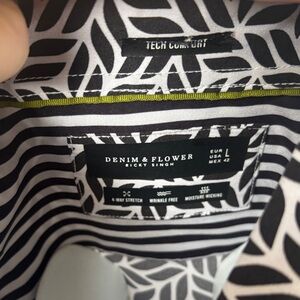 TECH COMFORT
DENIM & FLOWER
RICKY SINGH
EUR
USA L
MEX 42
4-WAY STRETCH
WRINKLE FREE
MOISTURE-WICKING